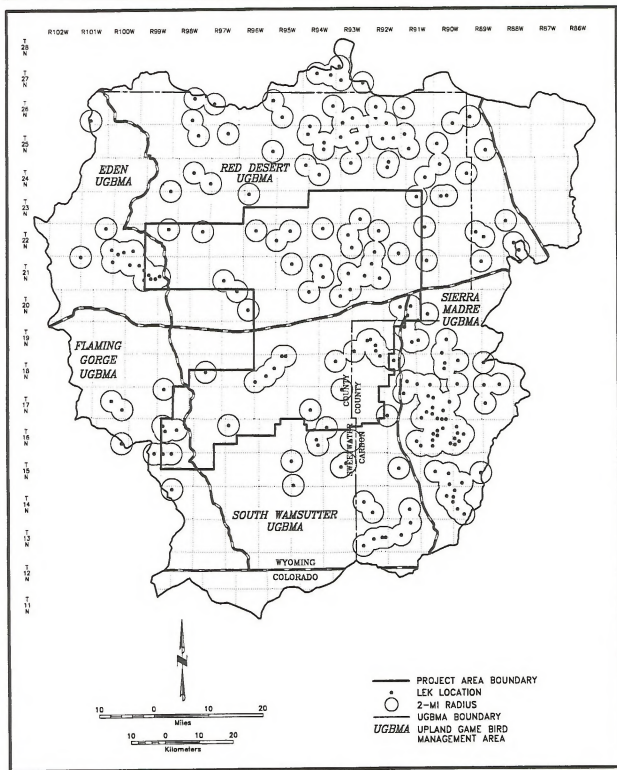 R102W R101W R100W R99W R98W R97W R96W R95W R94W R93W R92W R91W R90W R89W R88W R87W R86W
T 28 N
T 27 N
T 26 N
T 25 N
T 24 N
T 23 N
T 22 N
T 21 N
T 20 N
T 19 N
T 18 N
T 17 N
T 16 N
T 15 N
T 14 N
T 13 N
T 12 N
T 11 N
EDEN
UGBMA
RED DESERT
UGBMA
SIERRA
MADRE
UGBMA
FLAMING
GORGE
UGBMA
COUNTY
COUNTY
SWEETWATER
CARBON
SOUTH WAMSUTTER
UGBMA
WYOMING
COLORADO
N
10 0 10 20
Miles
10 0 10 20
Kilometers
PROJECT AREA BOUNDARY
LEK LOCATION
2-MI RADIUS
UGBMA BOUNDARY
UGBMA UPLAND GAME BIRD
MANAGEMENT AREA